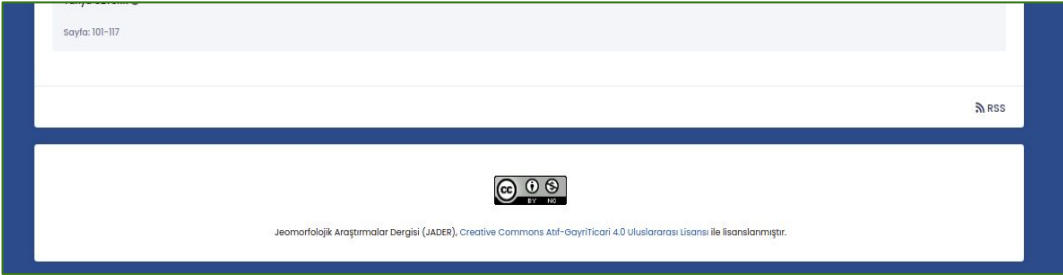 Sayfa: 101-117
RSS
cc
BY NC
Jeomorfolojik Araştırmalar Dergisi (JADER), Creative Commons Atıf-GayriTicari 4.0 Uluslararası Lisansı ile lisanslanmıştır.